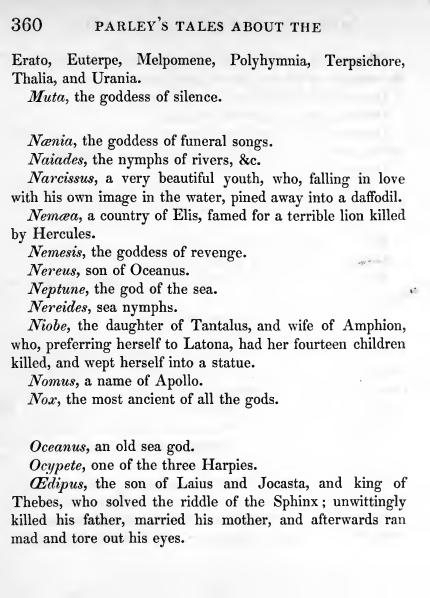 360 PARLEY'S TALES ABOUT THE
Erato, Euterpe, Melpomene, Polyhymnia, Terpsichore,
Thalia, and Urania.
Muta, the goddess of silence.
Nænia, the goddess of funeral songs.
Naiades, the nymphs of rivers, &c.
Narcissus, a very beautiful youth, who, falling in love
with his own image in the water, pined away into a daffodil.
Nemæa, a country of Elis, famed for a terrible lion killed
by Hercules.
Nemesis, the goddess of revenge.
Nereus, son of Oceanus.
Neptune, the god of the sea.
Nereides, sea nymphs.
Niobe, the daughter of Tantalus, and wife of Amphion,
who, preferring herself to Latona, had her fourteen children
killed, and wept herself into a statue.
Nomus, a name of Apollo.
Nox, the most ancient of all the gods.
Oceanus, an old sea god.
Ocypete, one of the three Harpies.
Œdipus, the son of Laius and Jocasta, and king of
Thebes, who solved the riddle of the Sphinx; unwittingly
killed his father, married his mother, and afterwards ran
mad and tore out his eyes.